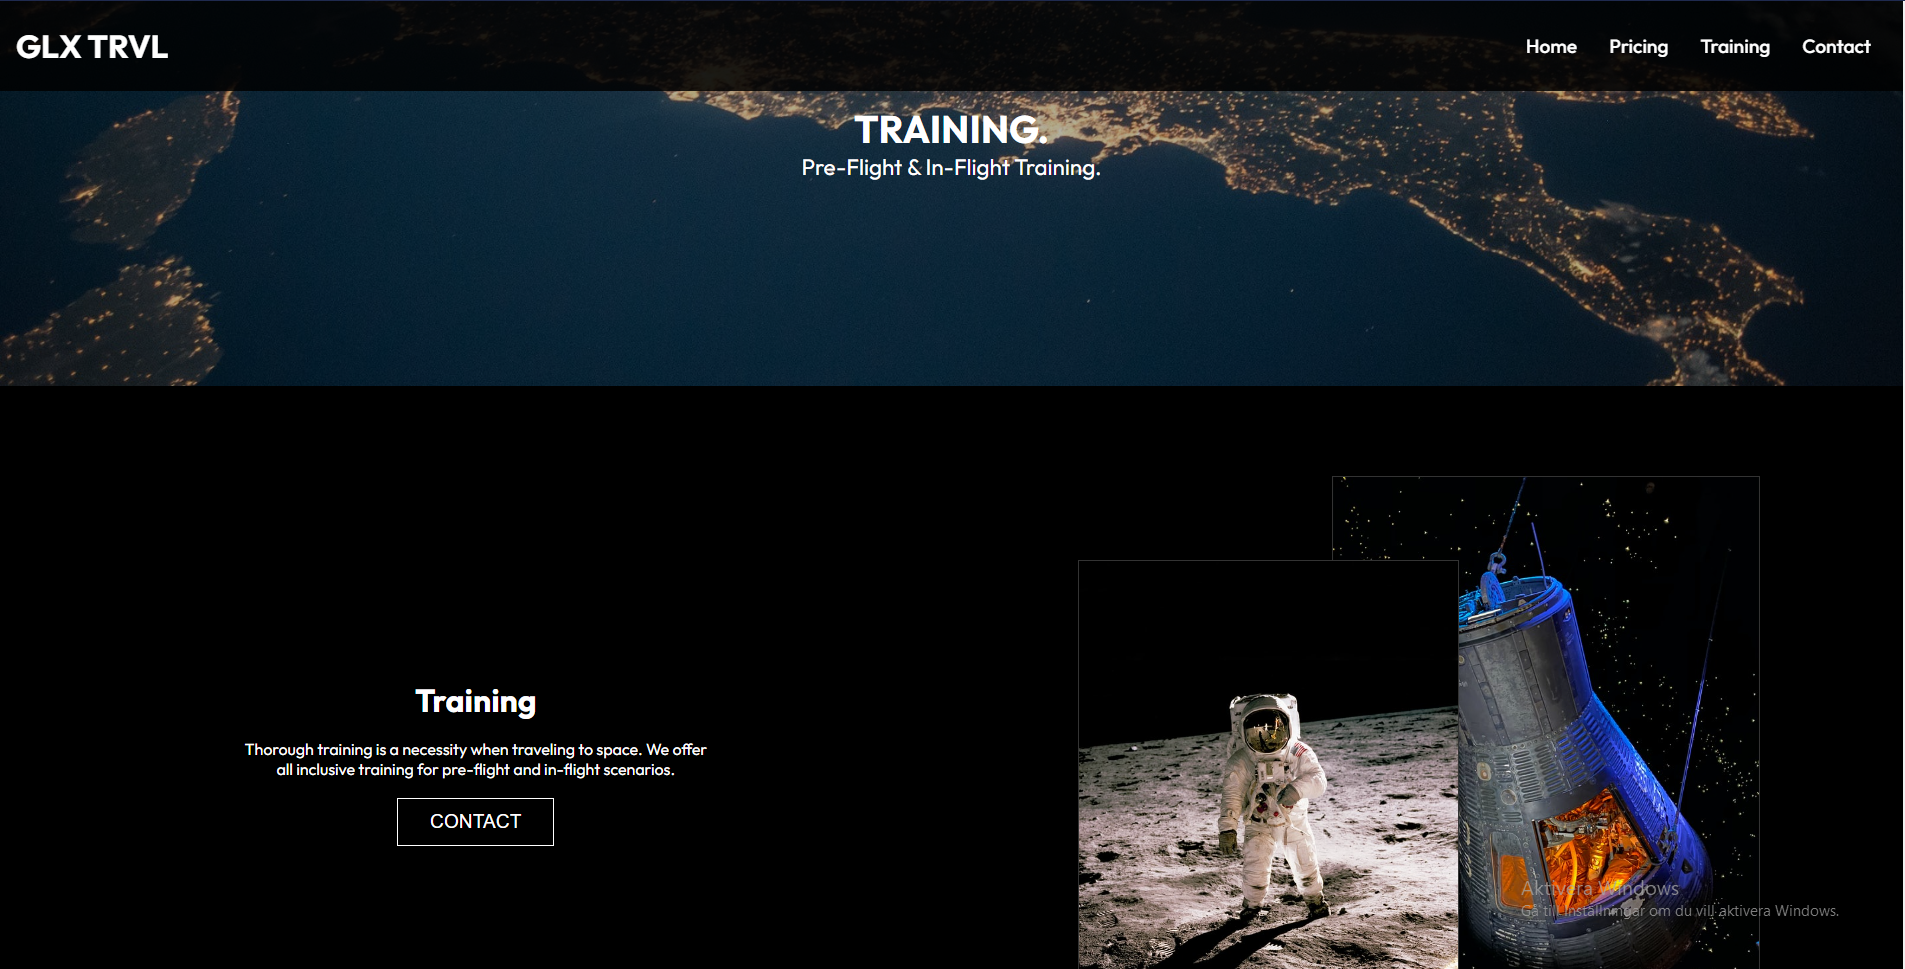 GLX TRVL
Home Pricing Training Contact
TRAINING.
Pre-Flight & In-Flight Training.
Training
Thorough training is a necessity when traveling to space. We offer
all inclusive training for pre-flight and in-flight scenarios.
CONTACT
Aktivera Windows
Gå till Inställningar om du vill aktivera Windows.